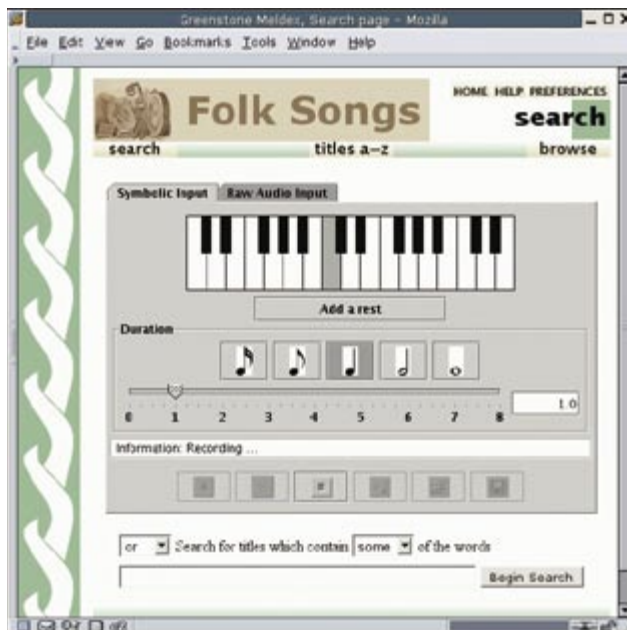 Greenstone Meldex, Search page - Mozilla
File Edit View Go Bookmarks Tools Window Help
HOME HELP PREFERENCES
Folk Songs
search
search titles a-z browse
Symbolic Input Raw Audio Input
Add a rest
Duration
0 1 2 3 4 5 6 7 8
1.0
Information: Recording ...
or Search for titles which contain some of the words
Begin Search